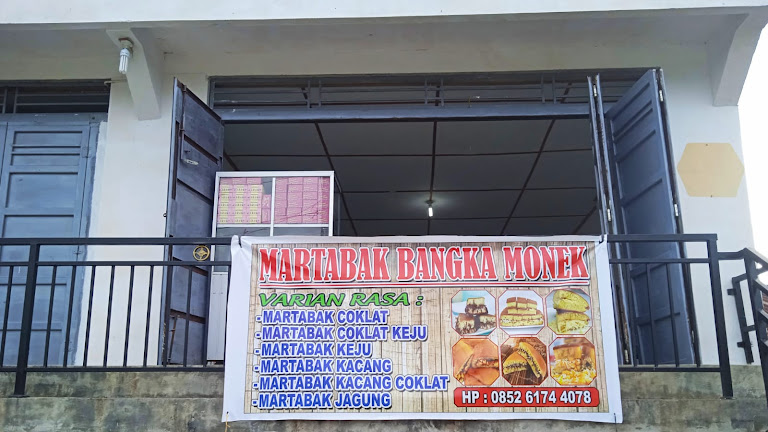 MARTABAK BANGKA MONEK
VARIAN RASA :
-MARTABAK COKLAT
-MARTABAK COKLAT KEJU
-MARTABAK KEJU
-MARTABAK KACANG
-MARTABAK KACANG COKLAT
-MARTABAK JAGUNG
HP : 0852 6174 4078